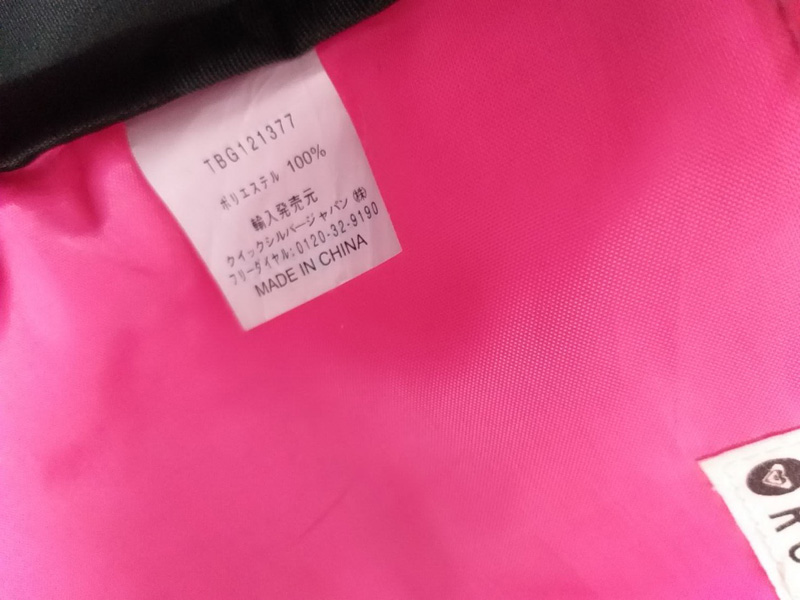 TBG121377
ポリエステル 100%
輸入発売元
クイックシルバージャパン ㈱
フリーダイヤル:0120-32-9190
MADE IN CHINA